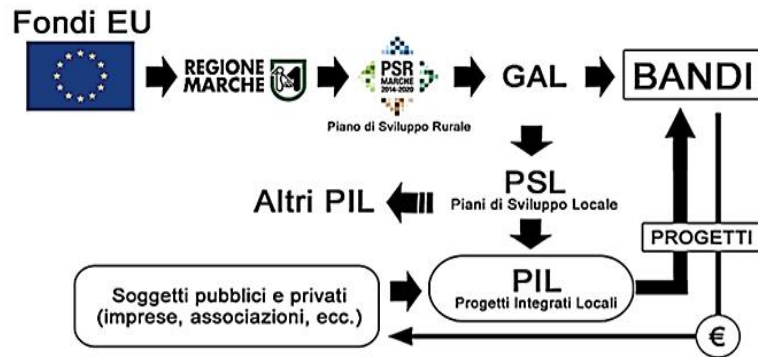 Fondi EU
REGIONE
MARCHE
PSR
MARCHE
2014-2020
Piano di Sviluppo Rurale
GAL
BANDI
PSL
Piani di Sviluppo Locale
Altri PIL
PROGETTI
PIL
Progetti Integrati Locali
Soggetti pubblici e privati
(imprese, associazioni, ecc.)
€